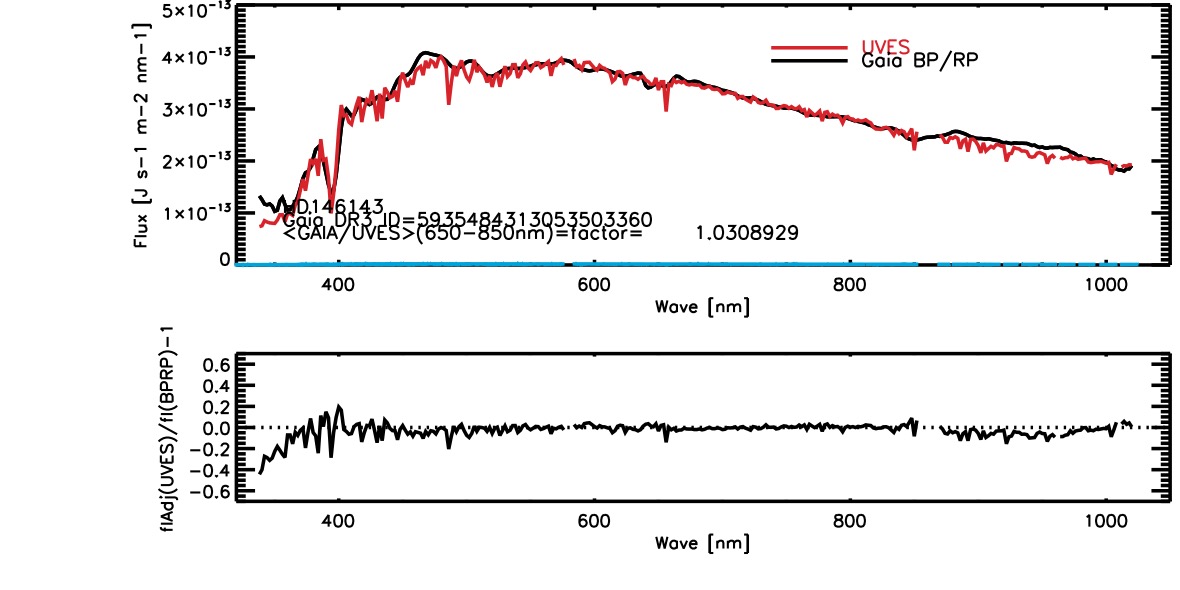 5×10−13
4×10−13
3×10−13
2×10−13
1×10−13
0
Flux [J s−1 m−2 nm−1]
UVES
Gaia BP/RP
HD146143
Gaia DR3 ID=5935484313053503360
<GAIA/UVES>(650−850nm)=factor= 1.0308929
400 600 800 1000
Wave [nm]
flAdj(UVES)/fl(BPRP)−1
0.6
0.4
0.2
0.0
−0.2
−0.4
−0.6
400 600 800 1000
Wave [nm]